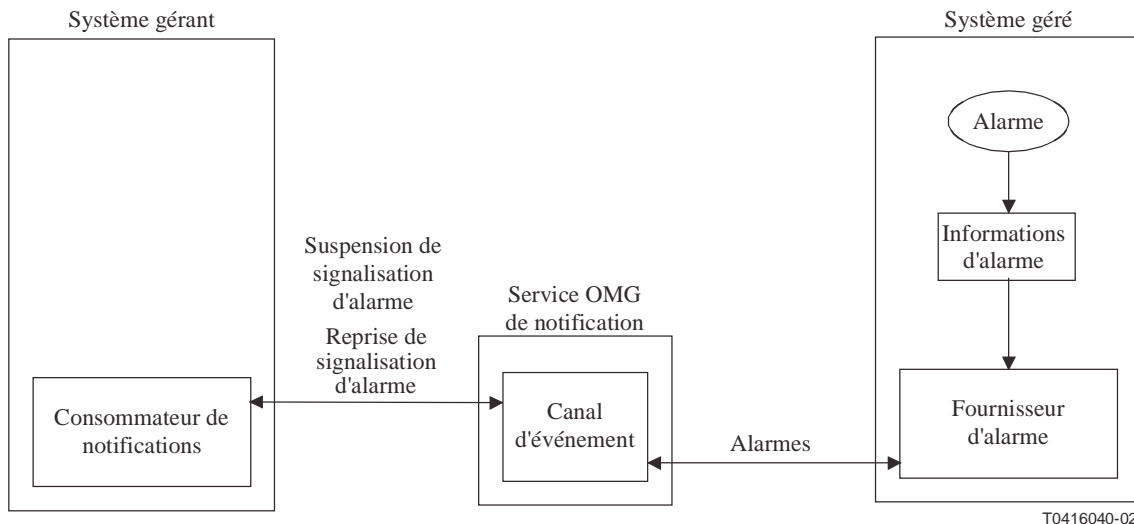 Système gérant
Système géré
Alarme
Informations
d'alarme
Suspension de
signalisation
d'alarme
Reprise de
signalisation
d'alarme
Service OMG
de notification
Consommateur de
notifications
Canal
d'événement
Alarmes
Fournisseur
d'alarme
T0416040-02